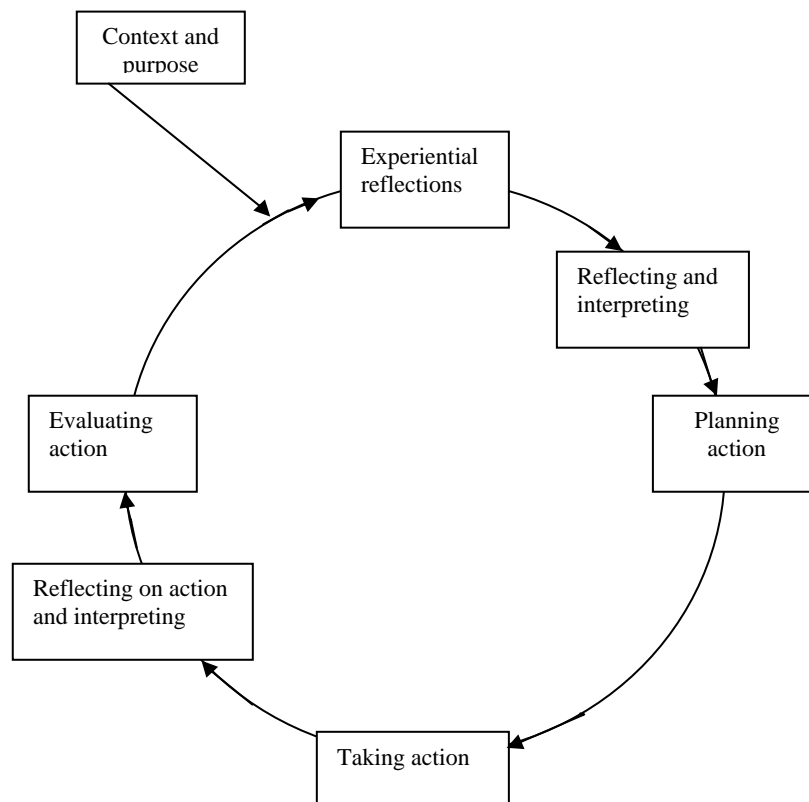 Context and
purpose
Experiential
reflections
Reflecting and
interpreting
Planning
action
Taking action
Reflecting on action
and interpreting
Evaluating
action